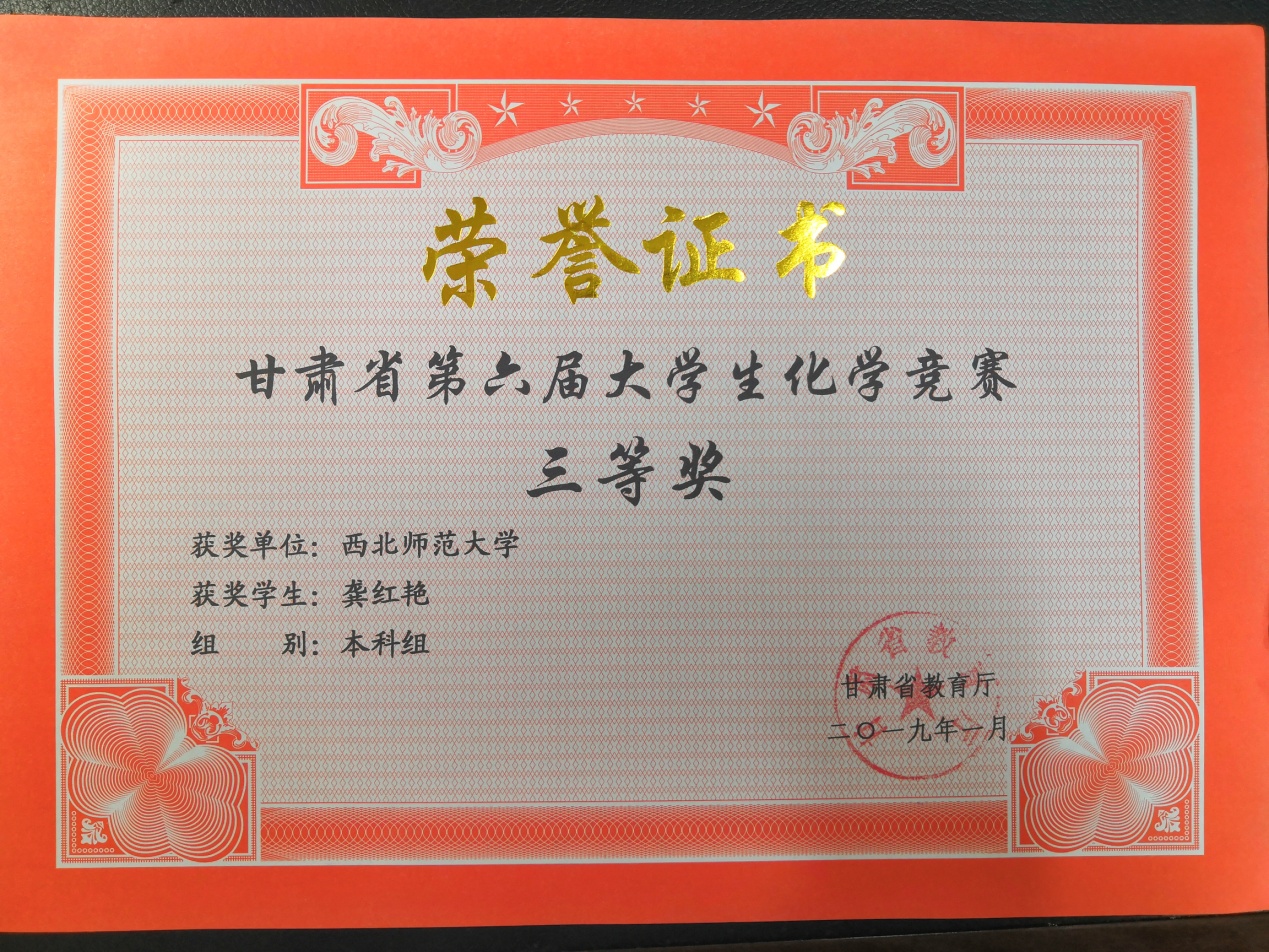 荣誉证书
甘肃省第六届大学生化学竞赛
三等奖
获奖单位：西北师范大学
获奖学生：龚红艳
组　　别：本科组
甘肃省教育厅
二〇一九年一月
省教